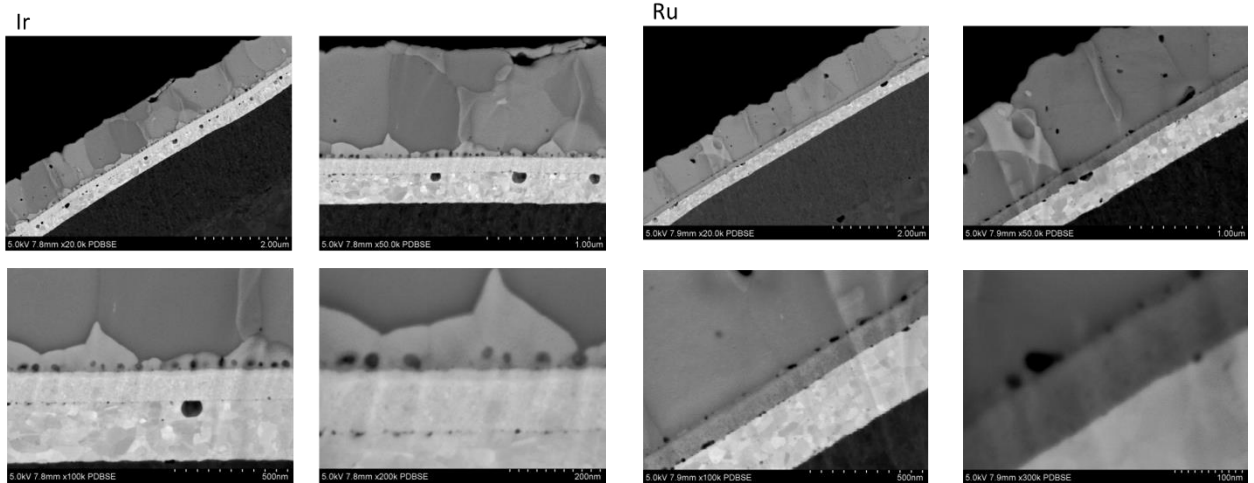 Ir
Ru
5.0kV 7.8mm x20.0k PDBSE 2.00um
5.0kV 7.8mm x50.0k PDBSE 1.00um
5.0kV 7.9mm x20.0k PDBSE 2.00um
5.0kV 7.9mm x50.0k PDBSE 1.00um
5.0kV 7.8mm x100k PDBSE 500nm
5.0kV 7.8mm x200k PDBSE 200nm
5.0kV 7.9mm x100k PDBSE 500nm
5.0kV 7.9mm x300k PDBSE 100nm